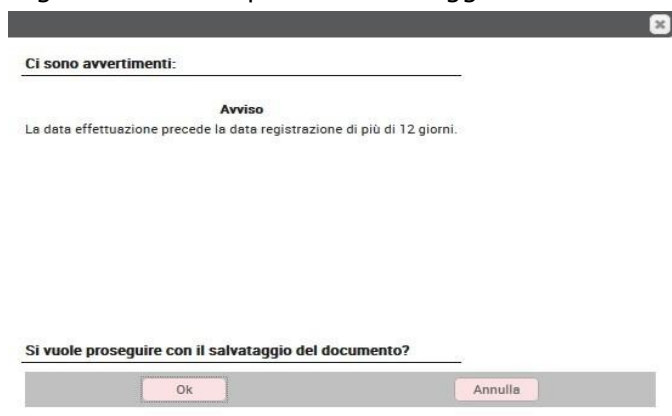 Ci sono avvertimenti:
Avviso
La data effettuazione precede la data registrazione di più di 12 giorni.
Si vuole proseguire con il salvataggio del documento?
Ok Annulla